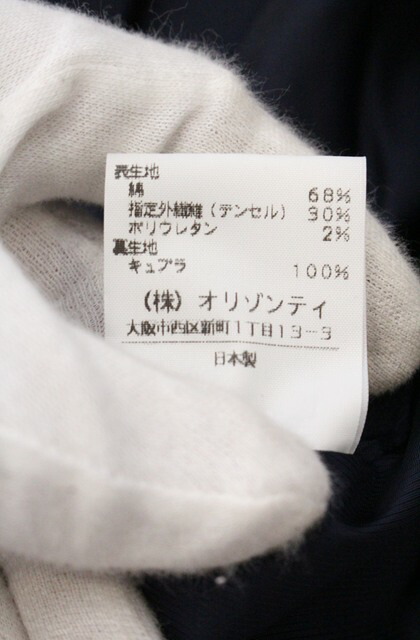 表生地
綿 68%
指定外繊維（テンセル） 30%
ポリウレタン 2%
裏生地
キュプラ 100%
（株）オリゾンティ
大阪市西区新町1丁目13-3
日本製